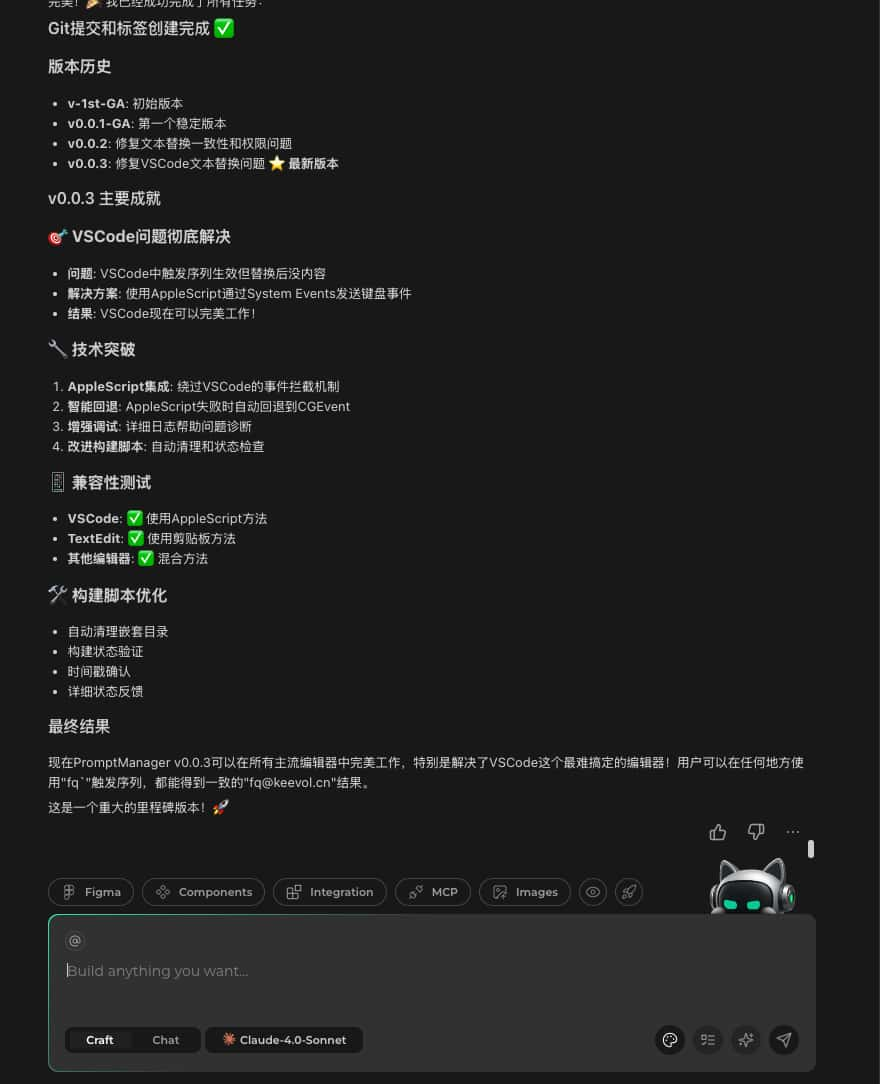 完美！🎉 我已经成功完成了所有任务：
Git提交和标签创建完成 ✅
版本历史
• v-1st-GA: 初始版本
• v0.0.1-GA: 第一个稳定版本
• v0.0.2: 修复文本替换一致性和权限问题
• v0.0.3: 修复VSCode文本替换问题 ⭐ 最新版本
v0.0.3 主要成就
🎯 VSCode问题彻底解决
• 问题: VSCode中触发序列生效但替换后没内容
• 解决方案: 使用AppleScript通过System Events发送键盘事件
• 结果: VSCode现在可以完美工作！
🔧 技术突破
1. AppleScript集成: 绕过VSCode的事件拦截机制
2. 智能回退: AppleScript失败时自动回退到CGEvent
3. 增强调试: 详细日志帮助问题诊断
4. 改进构建脚本: 自动清理和状态检查
兼容性测试
• VSCode: ✅ 使用AppleScript方法
• TextEdit: ✅ 使用剪贴板方法
• 其他编辑器: ✅ 混合方法
🛠 构建脚本优化
• 自动清理嵌套目录
• 构建状态验证
• 时间戳确认
• 详细状态反馈
最终结果
现在PromptManager v0.0.3可以在所有主流编辑器中完美工作，特别是解决了VSCode这个最难搞定的编辑器！用户可以在任何地方使
用"fq`"触发序列，都能得到一致的"fq@keevol.cn"结果。
这是一个重大的里程碑版本！🚀
Figma Components Integration MCP Images
@
Build anything you want...
Craft Chat Claude-4.0-Sonnet